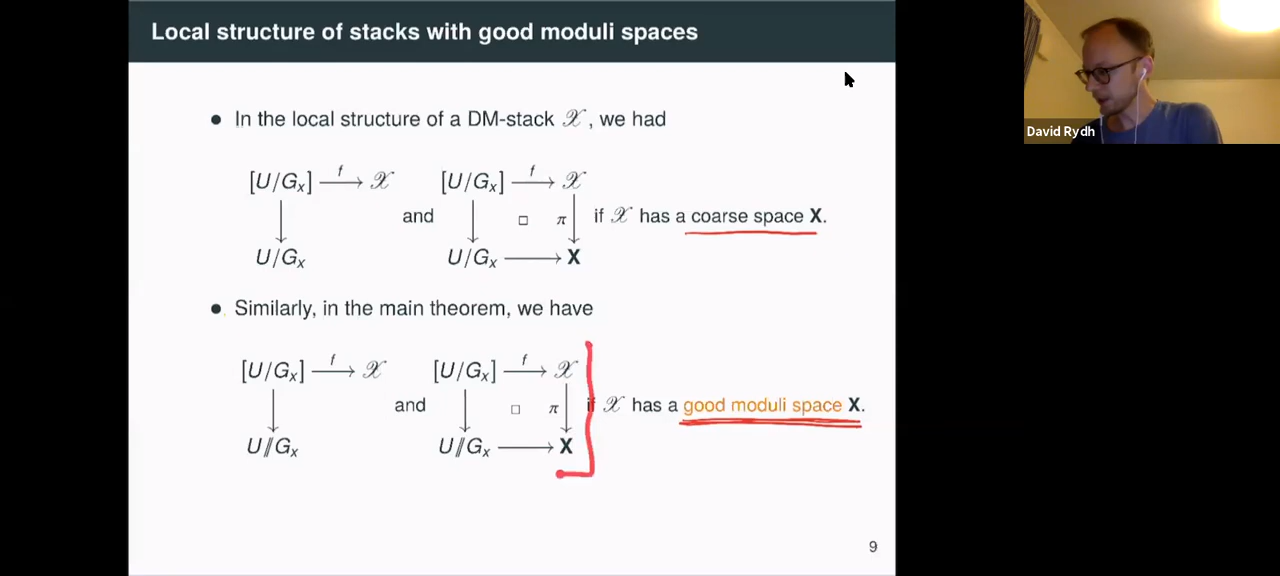 Local structure of stacks with good moduli spaces
• In the local structure of a DM-stack 𝒳, we had
[U/Gₓ] —f→ 𝒳 [U/Gₓ] —f→ 𝒳
and □ π if 𝒳 has a coarse space X.
U/Gₓ U/Gₓ ⟶ X
• Similarly, in the main theorem, we have
[U/Gₓ] —f→ 𝒳 [U/Gₓ] —f→ 𝒳
and □ π if 𝒳 has a good moduli space X.
U//Gₓ U//Gₓ ⟶ X
9
David Rydh